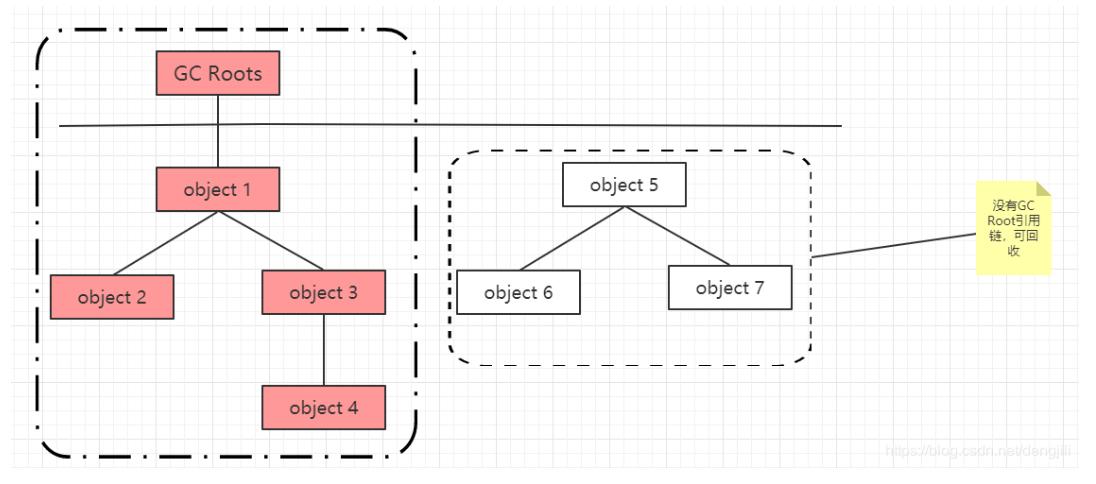 GC Roots
object 1
object 2
object 3
object 4
object 5
object 6
object 7
没有GC
Root引用
链，可回
收
https://blog.csdn.net/dengjili